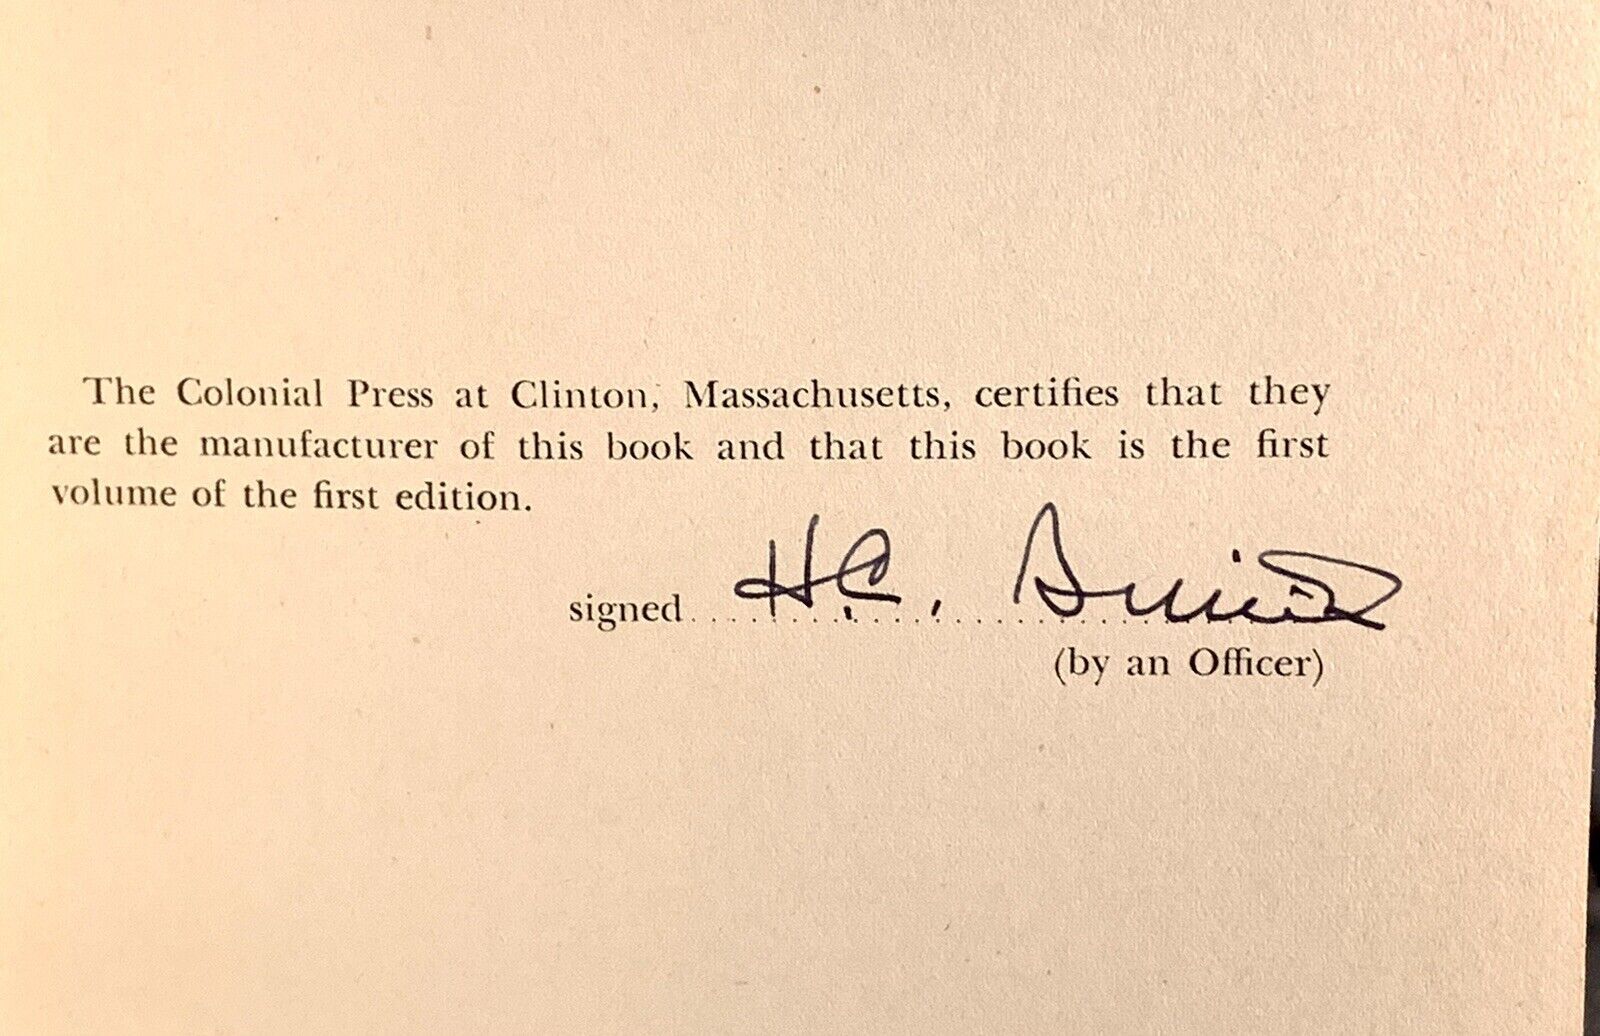 The Colonial Press at Clinton, Massachusetts, certifies that they
are the manufacturer of this book and that this book is the first
volume of the first edition.
signed H.C.
(by an Officer)